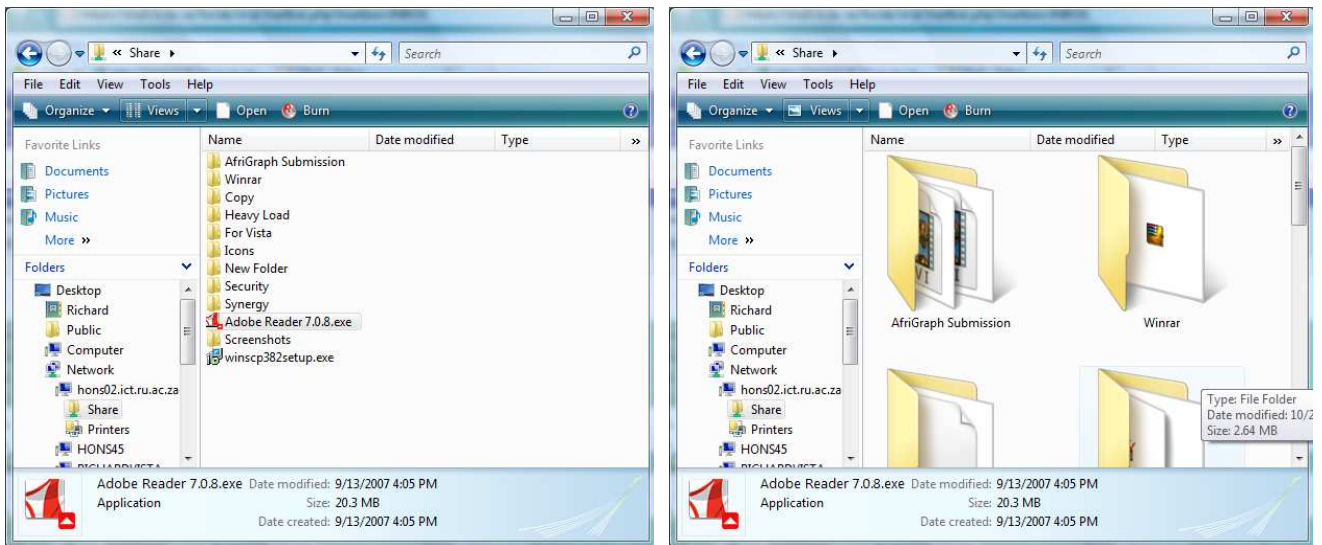 « Share ▸
Search
File Edit View Tools Help
Organize Views Open Burn
Favorite Links
Documents
Pictures
Music
More »
Folders
Desktop
Richard
Public
Computer
Network
hons02.ict.ru.ac.za
Share
Printers
HONS45
Name Date modified Type »
AfriGraph Submission
Winrar
Copy
Heavy Load
For Vista
Icons
New Folder
Security
Synergy
Adobe Reader 7.0.8.exe
Screenshots
winscp382setup.exe
Adobe Reader 7.0.8.exe Date modified: 9/13/2007 4:05 PM
Application Size: 20.3 MB
Date created: 9/13/2007 4:05 PM
« Share ▸
Search
File Edit View Tools Help
Organize Views Open Burn
Favorite Links
Documents
Pictures
Music
More »
Folders
Desktop
Richard
Public
Computer
Network
hons02.ict.ru.ac.za
Share
Printers
HONS45
Name Date modified Type »
AfriGraph Submission
Winrar
Type: File Folder
Date modified: 10/2
Size: 2.64 MB
Adobe Reader 7.0.8.exe Date modified: 9/13/2007 4:05 PM
Application Size: 20.3 MB
Date created: 9/13/2007 4:05 PM